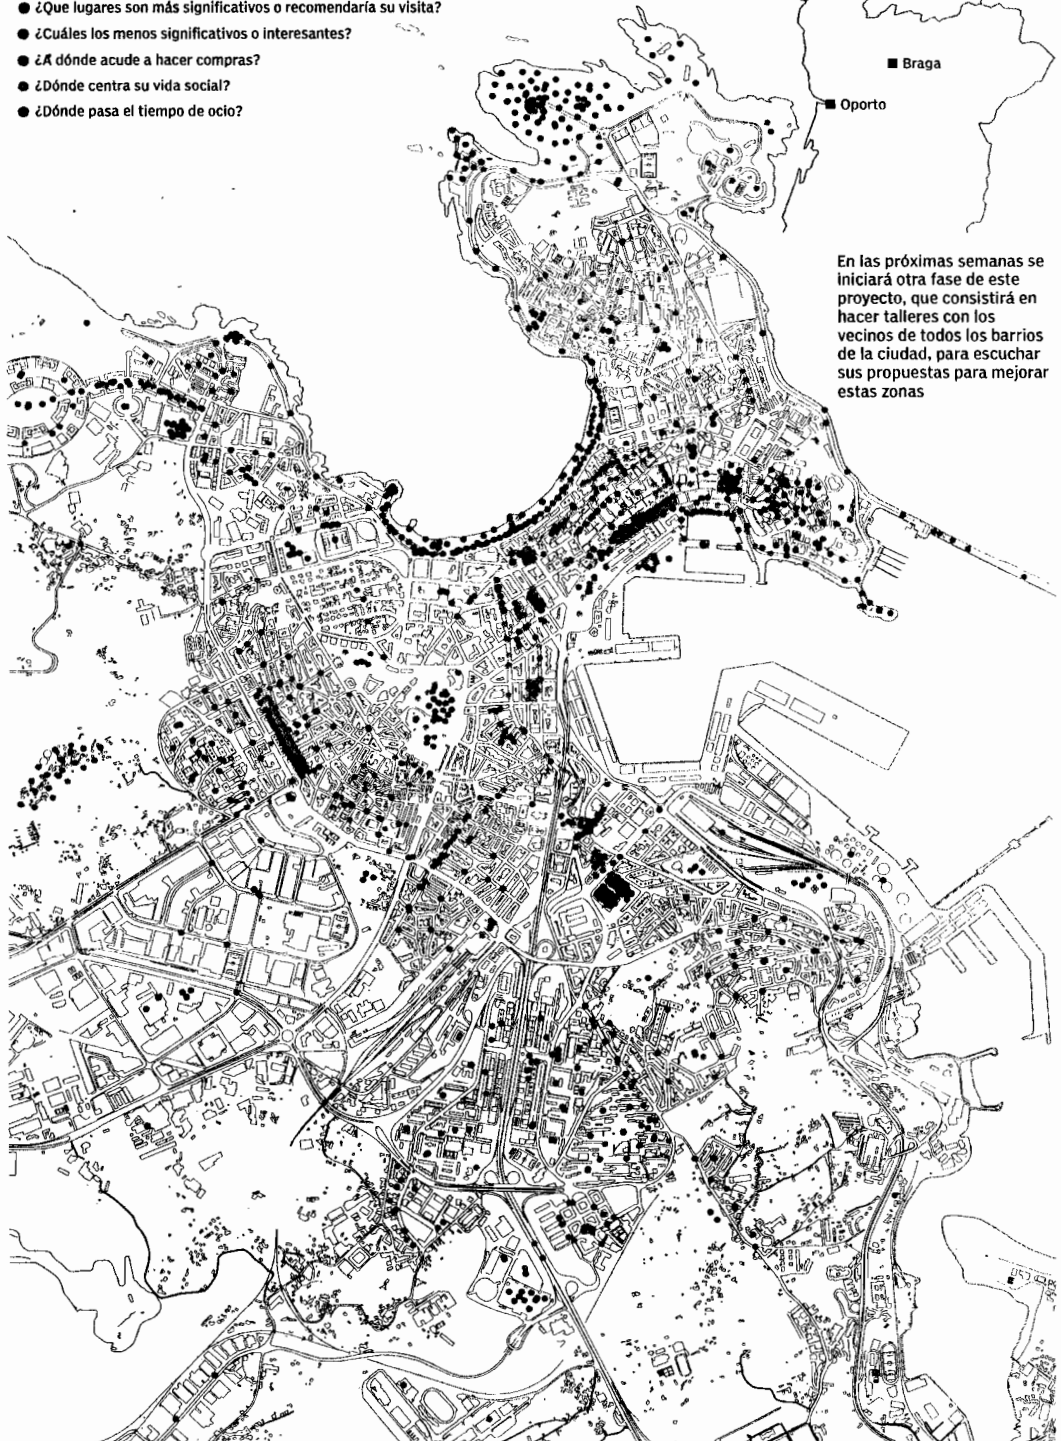 ● ¿Que lugares son más significativos o recomendaría su visita?
● ¿Cuáles los menos significativos o interesantes?
● ¿A dónde acude a hacer compras?
● ¿Dónde centra su vida social?
● ¿Dónde pasa el tiempo de ocio?
■ Braga
■ Oporto
En las próximas semanas se
iniciará otra fase de este
proyecto, que consistirá en
hacer talleres con los
vecinos de todos los barrios
de la ciudad, para escuchar
sus propuestas para mejorar
estas zonas